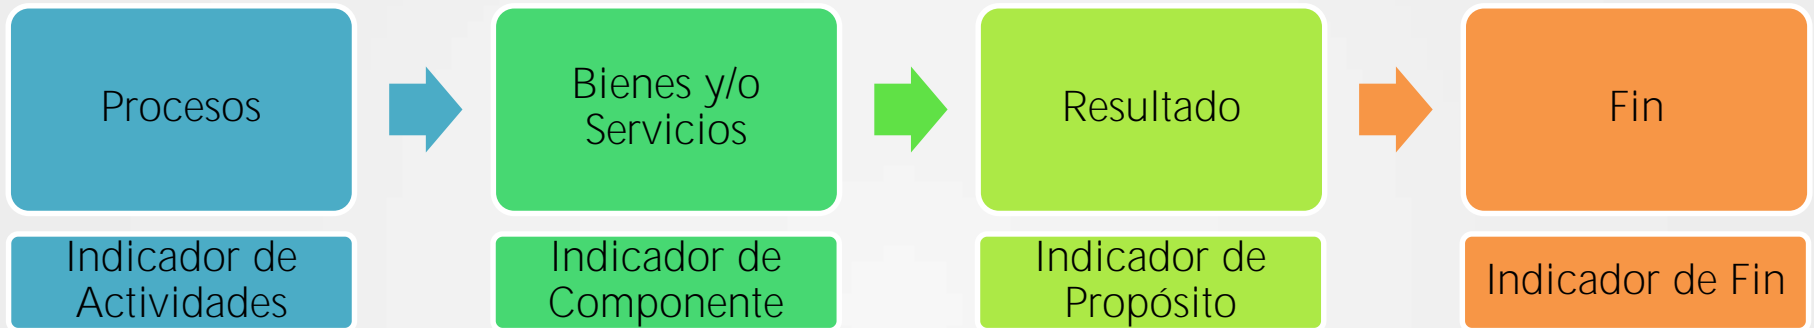 Procesos
Bienes y/o
Servicios
Resultado
Fin
Indicador de
Actividades
Indicador de
Componente
Indicador de
Propósito
Indicador de Fin